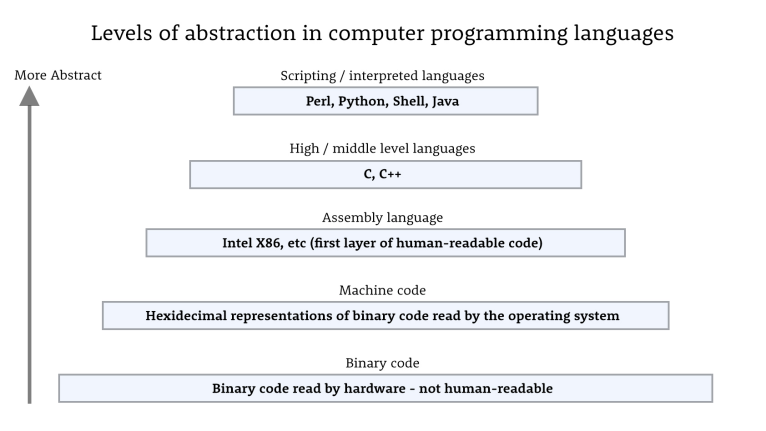 Levels of abstraction in computer programming languages
More Abstract
Scripting / interpreted languages
Perl, Python, Shell, Java
High / middle level languages
C, C++
Assembly language
Intel X86, etc (first layer of human-readable code)
Machine code
Hexidecimal representations of binary code read by the operating system
Binary code
Binary code read by hardware - not human-readable